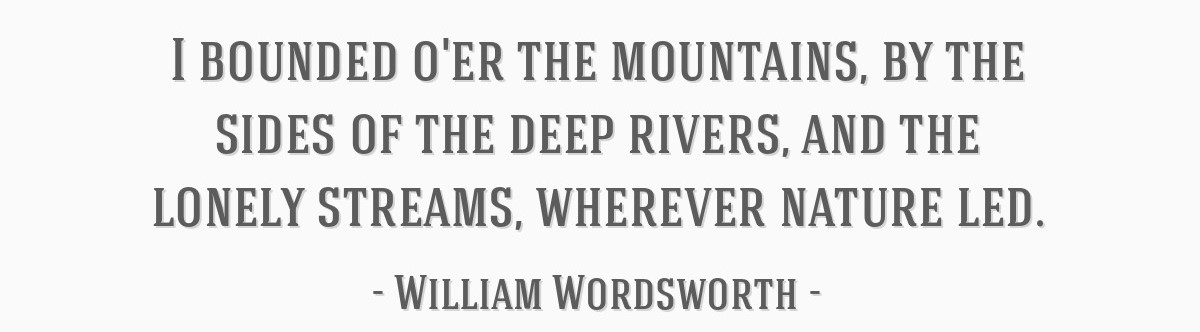 I bounded o'er the mountains, by the
sides of the deep rivers, and the
lonely streams, wherever nature led.
- William Wordsworth -